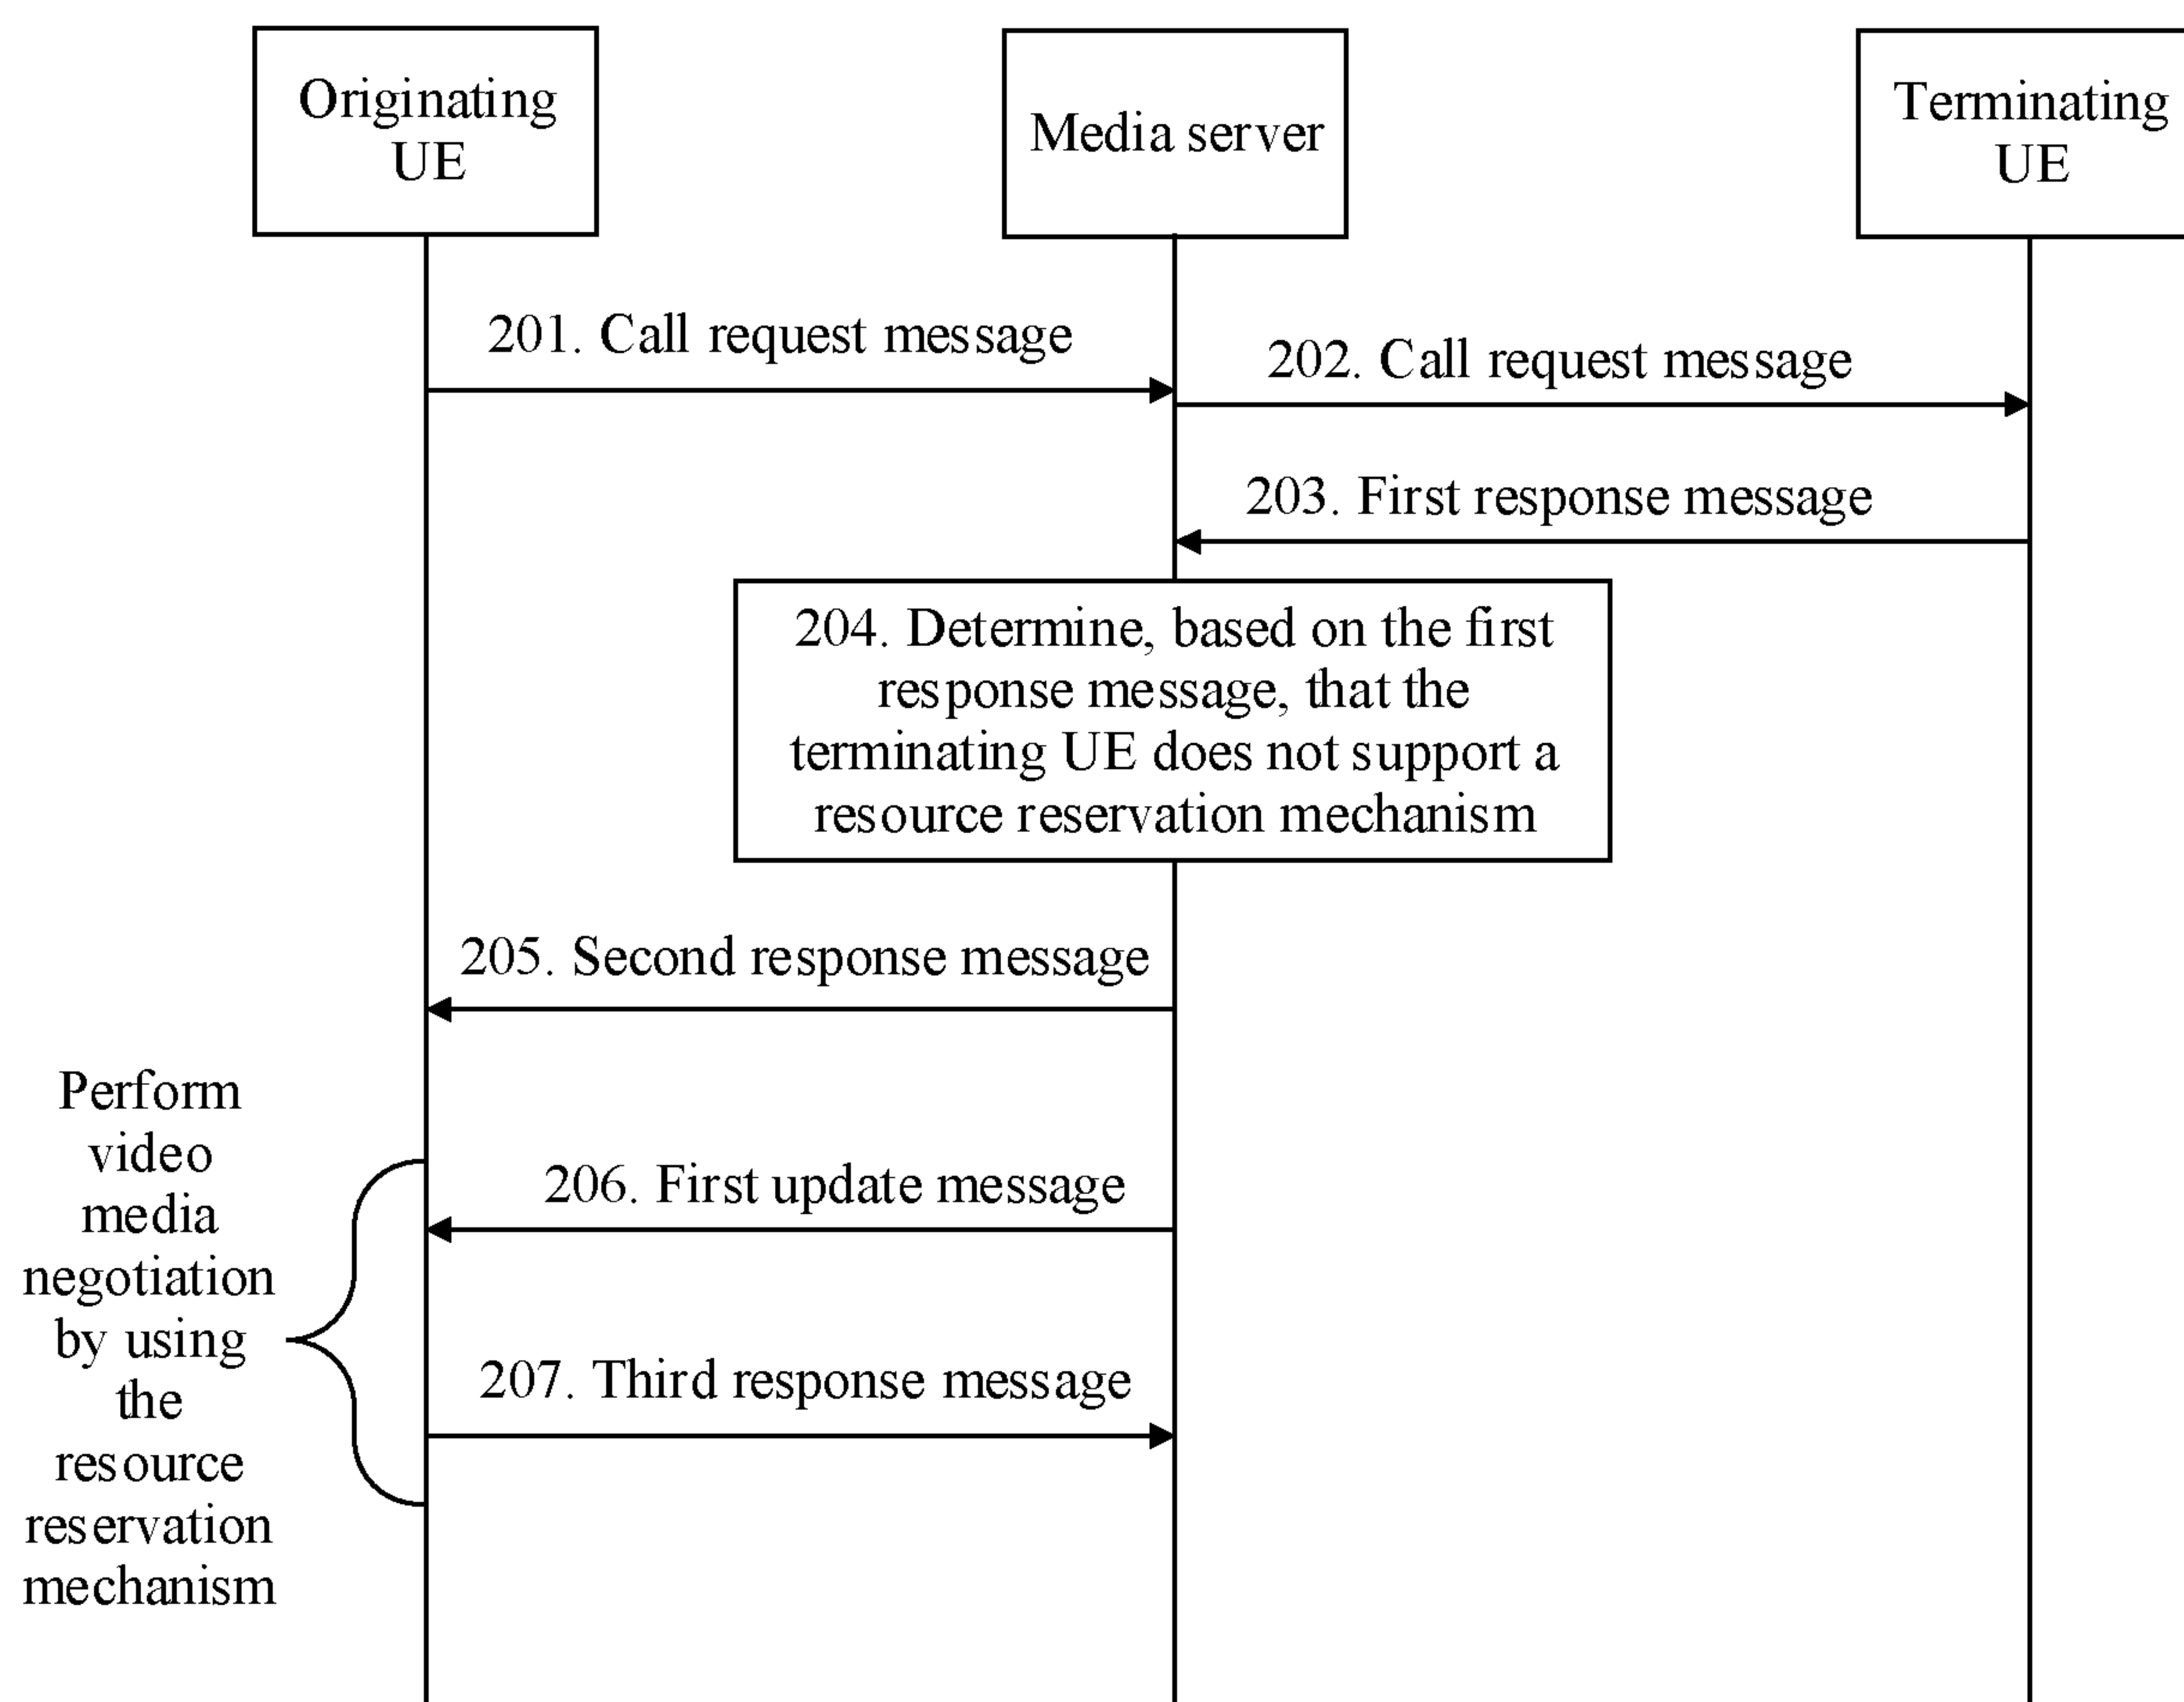 Originating
UE
Media server
Terminating
UE
201. Call request message
202. Call request message
203. First response message
204. Determine, based on the first
response message, that the
terminating UE does not support a
resource reservation mechanism
205. Second response message
Perform
video
media
negotiation
by using
the
resource
reservation
mechanism
206. First update message
207. Third response message